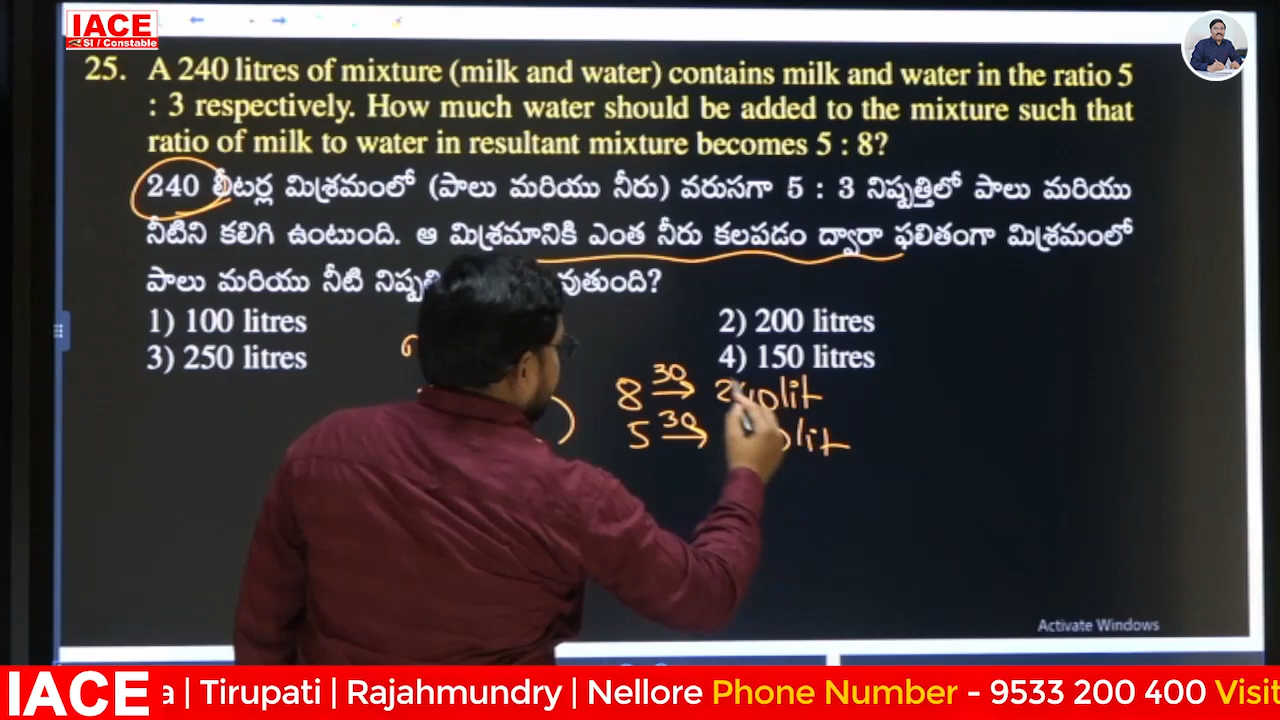 IACE
SI / Constable
25. A 240 litres of mixture (milk and water) contains milk and water in the ratio 5
: 3 respectively. How much water should be added to the mixture such that
ratio of milk to water in resultant mixture becomes 5 : 8?
240 లీటర్ల మిశ్రమంలో (పాలు మరియు నీరు) వరుసగా 5 : 3 నిష్పత్తిలో పాలు మరియు
నీటిని కలిగి ఉంటుంది. ఆ మిశ్రమానికి ఎంత నీరు కలపడం ద్వారా ఫలితంగా మిశ్రమంలో
పాలు మరియు నీటి
1) 100 litres 2) 200 litres
3) 250 litres 4) 150 litres
8 30→ 240lit
5 30→ lit
Activate Windows
IACE a | Tirupati | Rajahmundry | Nellore Phone Number - 9533 200 400 Visit